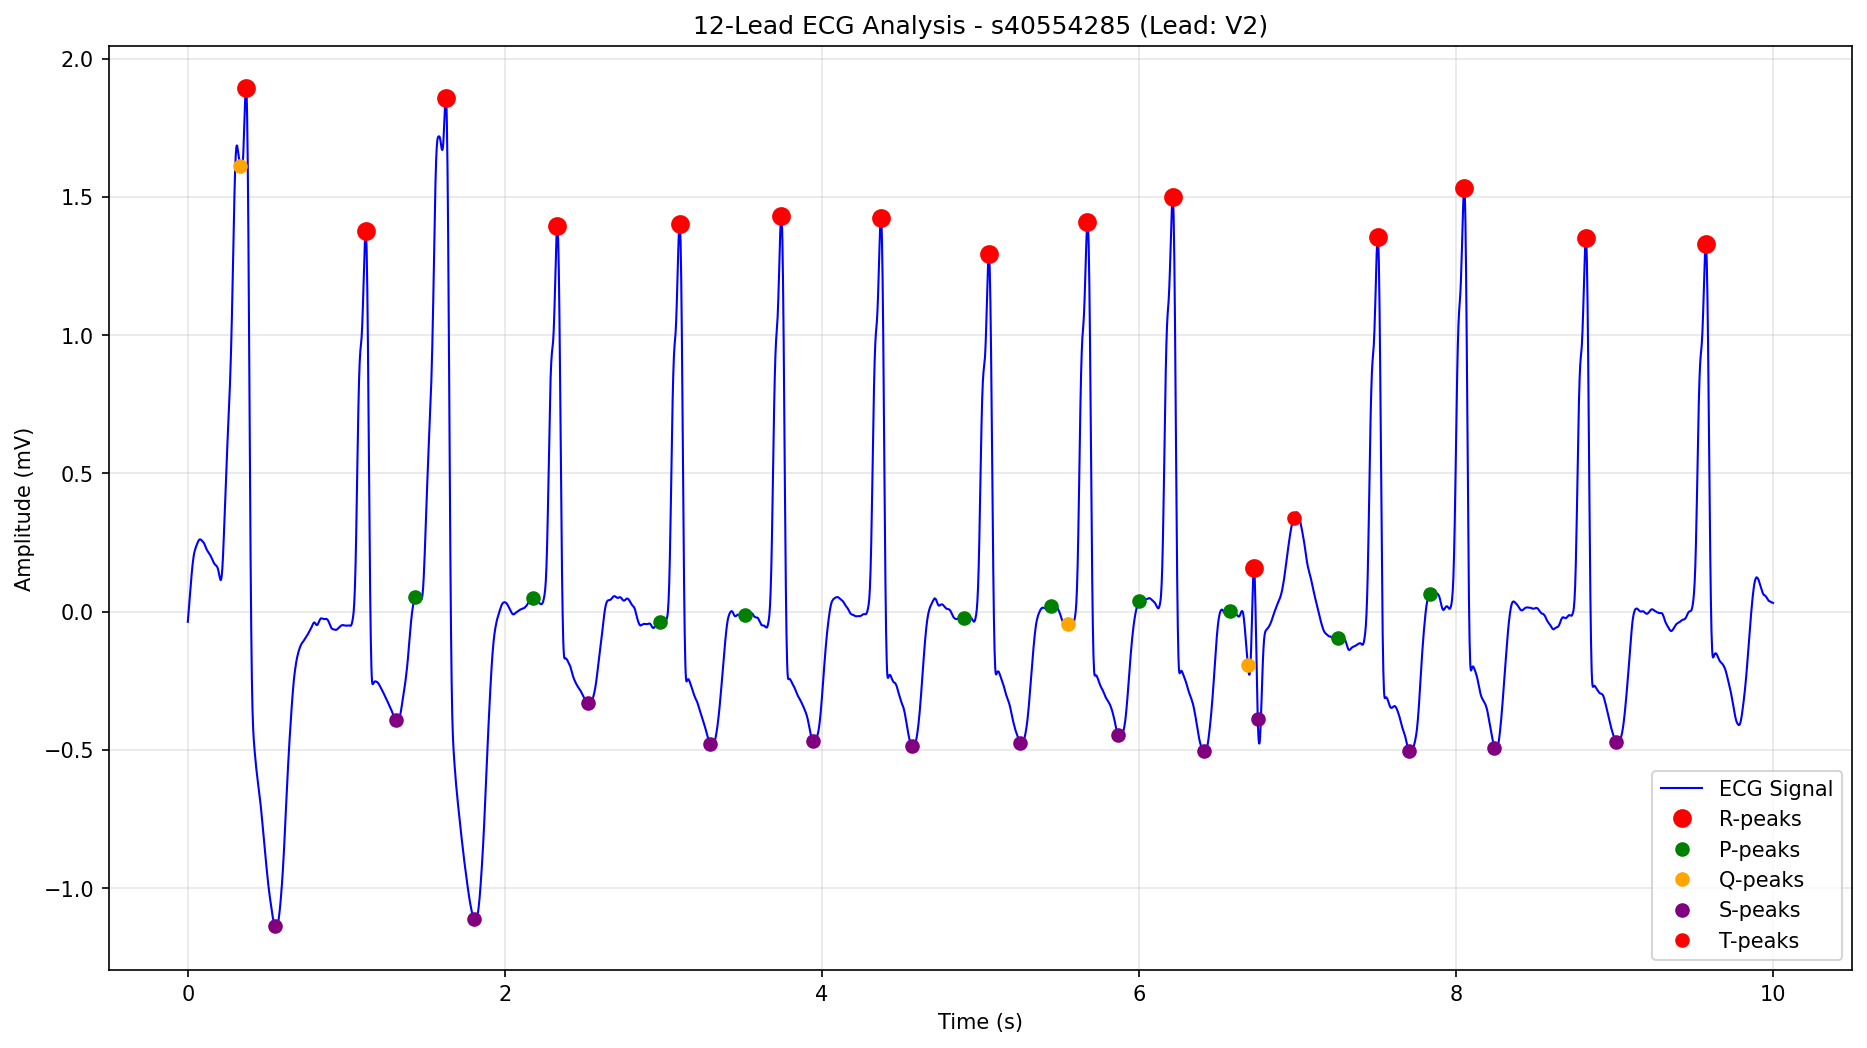 12-Lead ECG Analysis - s40554285 (Lead: V2)
2.0
1.5
1.0
0.5
0.0
−0.5
−1.0
Amplitude (mV)
0
2
4
6
8
10
Time (s)
ECG Signal
R-peaks
P-peaks
Q-peaks
S-peaks
T-peaks